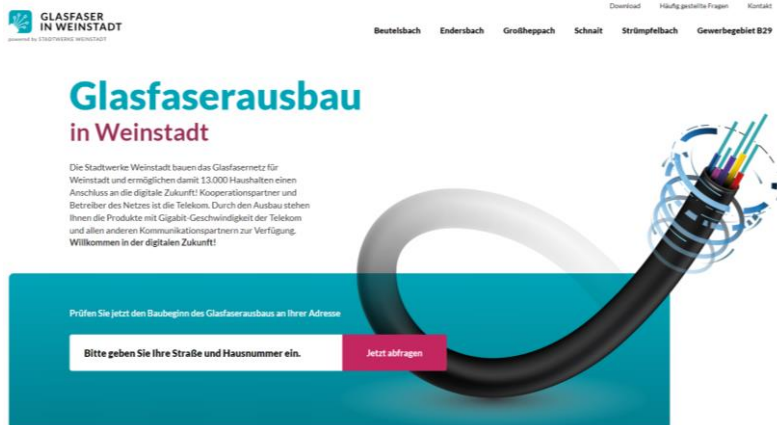 GLASFASER
IN WEINSTADT
powered by STADTWERKE WEINSTADT
Download Häufig gestellte Fragen Kontakt
Beutelsbach Endersbach Großheppach Schnait Strümpfelbach Gewerbegebiet B29
Glasfaserausbau
in Weinstadt
Die Stadtwerke Weinstadt bauen das Glasfasernetz für
Weinstadt und ermöglichen damit 13.000 Haushalten einen
Anschluss an die digitale Zukunft! Kooperationspartner und
Betreiber des Netzes ist die Telekom. Durch den Ausbau stehen
Ihnen die Produkte mit Gigabit-Geschwindigkeit der Telekom
und allen anderen Kommunikationspartnern zur Verfügung.
Willkommen in der digitalen Zukunft!
Prüfen Sie jetzt den Baubeginn des Glasfaserausbaus an Ihrer Adresse
Bitte geben Sie Ihre Straße und Hausnummer ein.
Jetzt abfragen